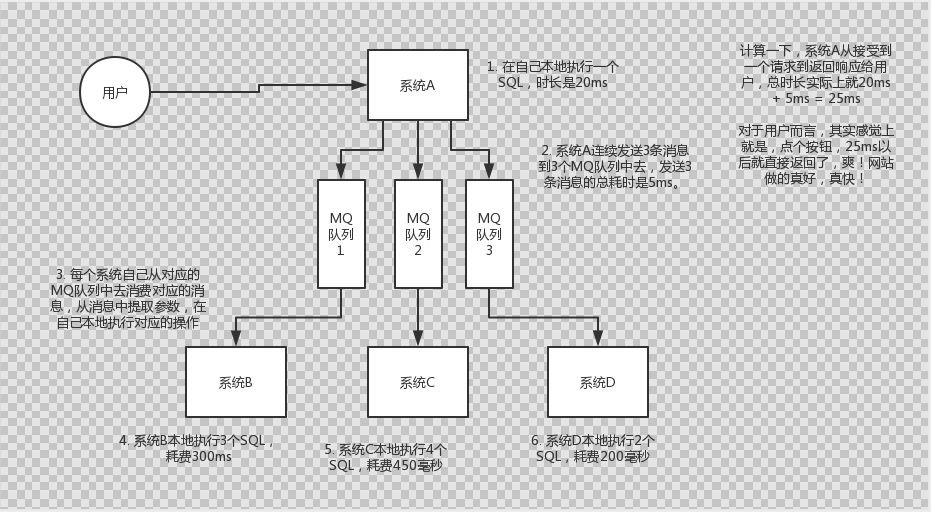 用户
系统A
1. 在自己本地执行一个
SQL，时长是20ms
计算一下，系统A从接受到
一个请求到返回响应给用
户，总时长实际上就20ms
+ 5ms = 25ms
对于用户而言，其实感觉上
就是，点个按钮，25ms以
后就直接返回了，爽！网站
做的真好，真快！
2. 系统A连续发送3条消息
到3个MQ队列中去，发送3
条消息的总耗时是5ms。
MQ
队列
1
MQ
队列
2
MQ
队列
3
3. 每个系统自己从对应的
MQ队列中去消费对应的消
息，从消息中提取参数，在
自己本地执行对应的操作
系统B
系统C
系统D
4. 系统B本地执行3个SQL，
耗费300ms
5. 系统C本地执行4个
SQL，耗费450毫秒
6. 系统D本地执行2个
SQL，耗费200毫秒